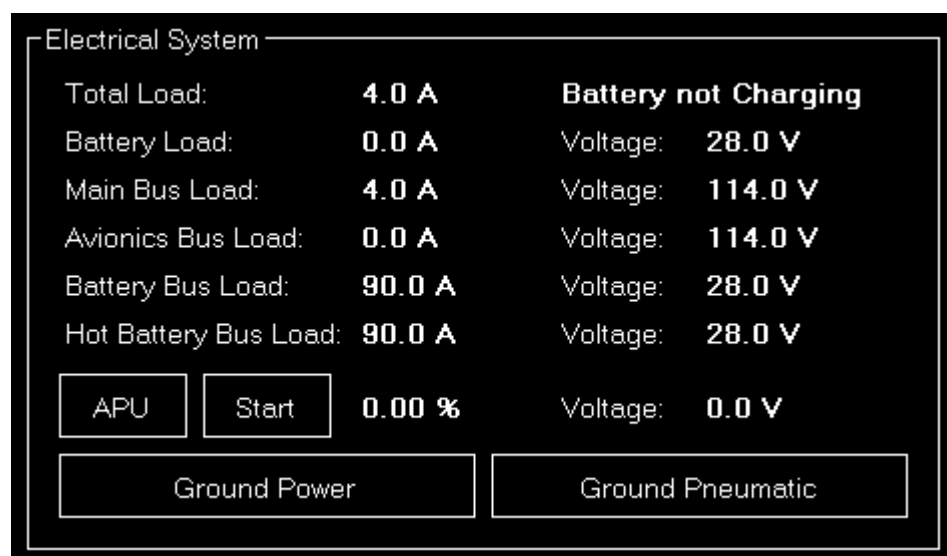 Electrical System
Total Load: 4.0 A Battery not Charging
Battery Load: 0.0 A Voltage: 28.0 V
Main Bus Load: 4.0 A Voltage: 114.0 V
Avionics Bus Load: 0.0 A Voltage: 114.0 V
Battery Bus Load: 90.0 A Voltage: 28.0 V
Hot Battery Bus Load: 90.0 A Voltage: 28.0 V
APU Start 0.00 % Voltage: 0.0 V
Ground Power Ground Pneumatic